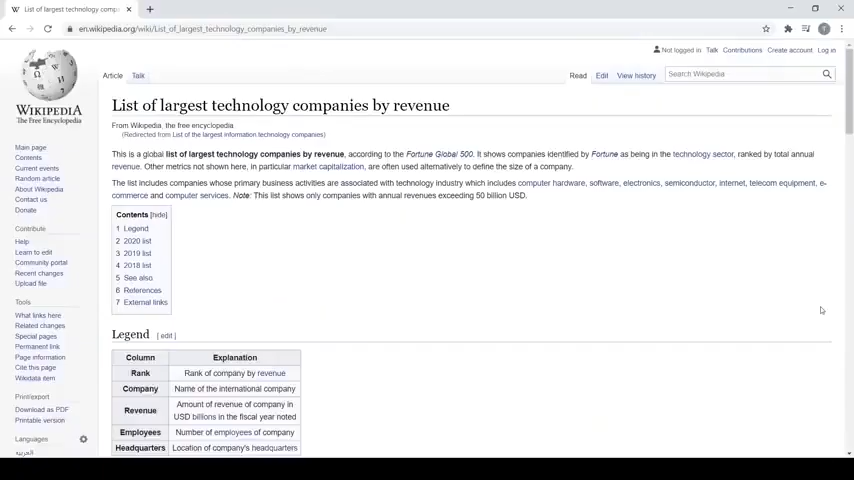 List of largest technology companies by
en.wikipedia.org/wiki/List_of_largest_technology_companies_by_revenue
T
Not logged in Talk Contributions Create account Log in
Article Talk
Read Edit View history
Search Wikipedia
WIKIPEDIA
The Free Encyclopedia
Main page
Contents
Current events
Random article
About Wikipedia
Contact us
Donate
Contribute
Help
Learn to edit
Community portal
Recent changes
Upload file
Tools
What links here
Related changes
Special pages
Permanent link
Page information
Cite this page
Wikidata item
Print/export
Download as PDF
Printable version
Languages
العربية
List of largest technology companies by revenue
From Wikipedia, the free encyclopedia
(Redirected from List of the largest information technology companies)
This is a global list of largest technology companies by revenue, according to the Fortune Global 500. It shows companies identified by Fortune as being in the technology sector, ranked by total annual
revenue. Other metrics not shown here, in particular market capitalization, are often used alternatively to define the size of a company.
The list includes companies whose primary business activities are associated with technology industry which includes computer hardware, software, electronics, semiconductor, internet, telecom equipment, e-
commerce and computer services. Note: This list shows only companies with annual revenues exceeding 50 billion USD.
Contents [hide]
1 Legend
2 2020 list
3 2019 list
4 2018 list
5 See also
6 References
7 External links
Legend [ edit ]
Column Explanation
Rank Rank of company by revenue
Company Name of the international company
Revenue Amount of revenue of company in
USD billions in the fiscal year noted
Employees Number of employees of company
Headquarters Location of company's headquarters